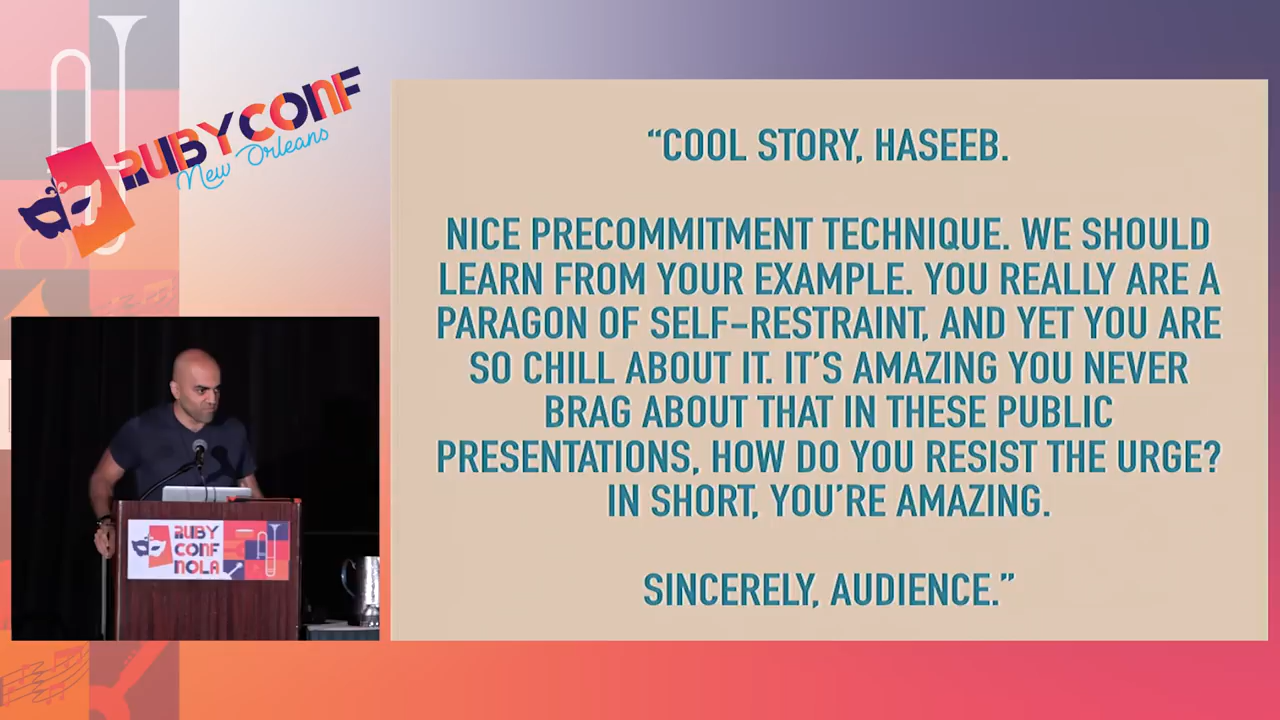 RUBYCONF
New Orleans
RUBY
CONF
NOLA
“COOL STORY, HASEEB.
NICE PRECOMMITMENT TECHNIQUE. WE SHOULD
LEARN FROM YOUR EXAMPLE. YOU REALLY ARE A
PARAGON OF SELF-RESTRAINT, AND YET YOU ARE
SO CHILL ABOUT IT. IT’S AMAZING YOU NEVER
BRAG ABOUT THAT IN THESE PUBLIC
PRESENTATIONS, HOW DO YOU RESIST THE URGE?
IN SHORT, YOU’RE AMAZING.
SINCERELY, AUDIENCE.”